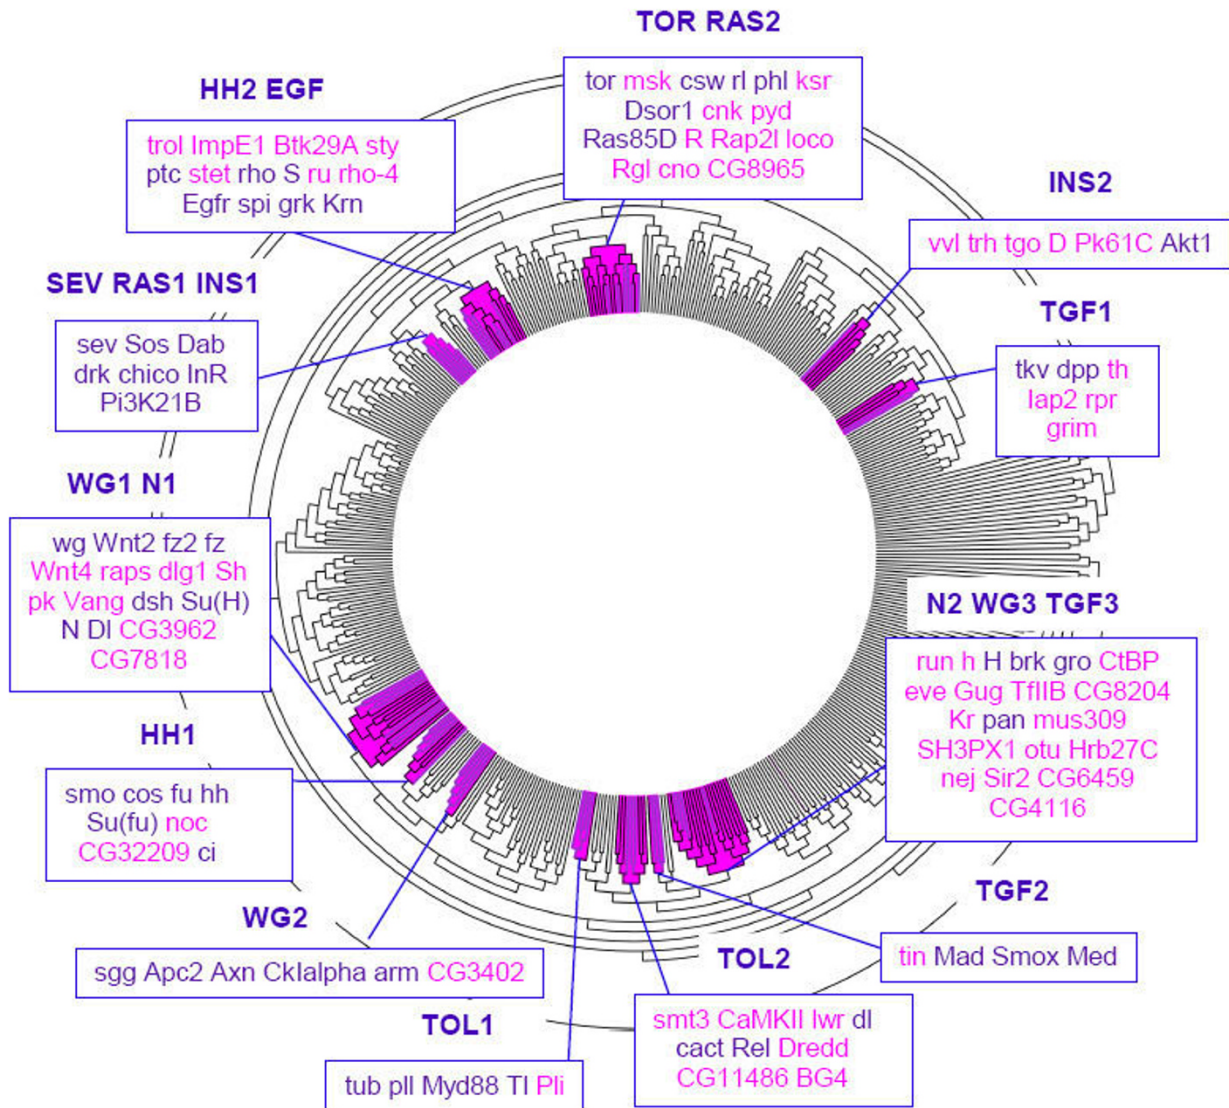 TOR RAS2
tor msk csw rl phl ksr
Dsor1 cnk pyd
Ras85D R Rap2l loco
Rgl cno CG8965
HH2 EGF
trol ImpE1 Btk29A sty
ptc stet rho S ru rho-4
Egfr spi grk Krn
INS2
vvl trh tgo D Pk61C Akt1
SEV RAS1 INS1
sev Sos Dab
drk chico InR
Pi3K21B
TGF1
tkv dpp th
Iap2 rpr
grim
WG1 N1
wg Wnt2 fz2 fz
Wnt4 raps dlg1 Sh
pk Vang dsh Su(H)
N Dl CG3962
CG7818
N2 WG3 TGF3
run h H brk gro CtBP
eve Gug TfIIB CG8204
Kr pan mus309
SH3PX1 otu Hrb27C
nej Sir2 CG6459
CG4116
HH1
smo cos fu hh
Su(fu) noc
CG32209 ci
WG2
sgg Apc2 Axn CkIalpha arm CG3402
TGF2
tin Mad Smox Med
TOL2
smt3 CaMKII lwr dl
cact Rel Dredd
CG11486 BG4
TOL1
tub pll Myd88 Tl Pli